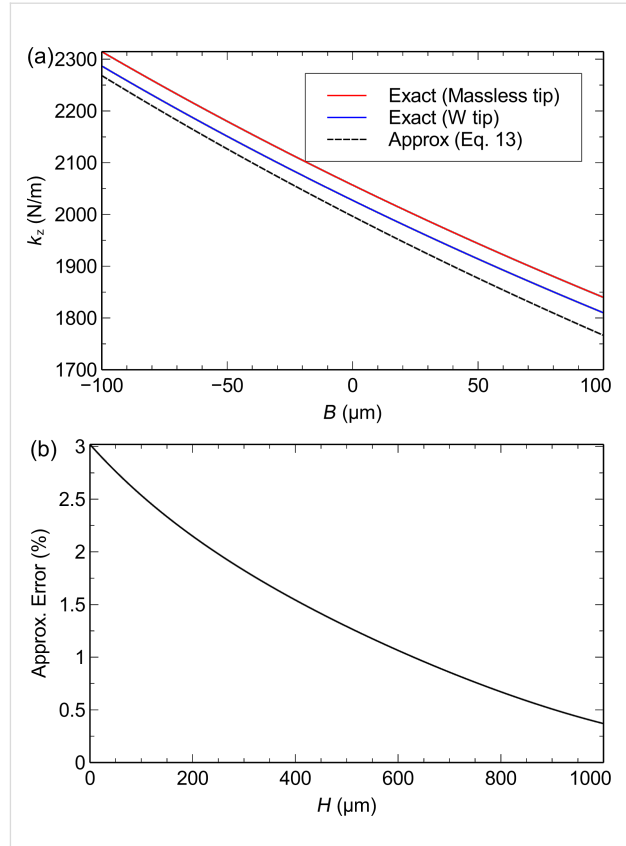 (a)
2300
2200
2100
2000
1900
1800
1700
k_z (N/m)
Exact (Massless tip)
Exact (W tip)
Approx (Eq. 13)
−100 −50 0 50 100
B (µm)
(b)
3
2.5
2
1.5
1
0.5
0
Approx. Error (%)
0 200 400 600 800 1000
H (µm)